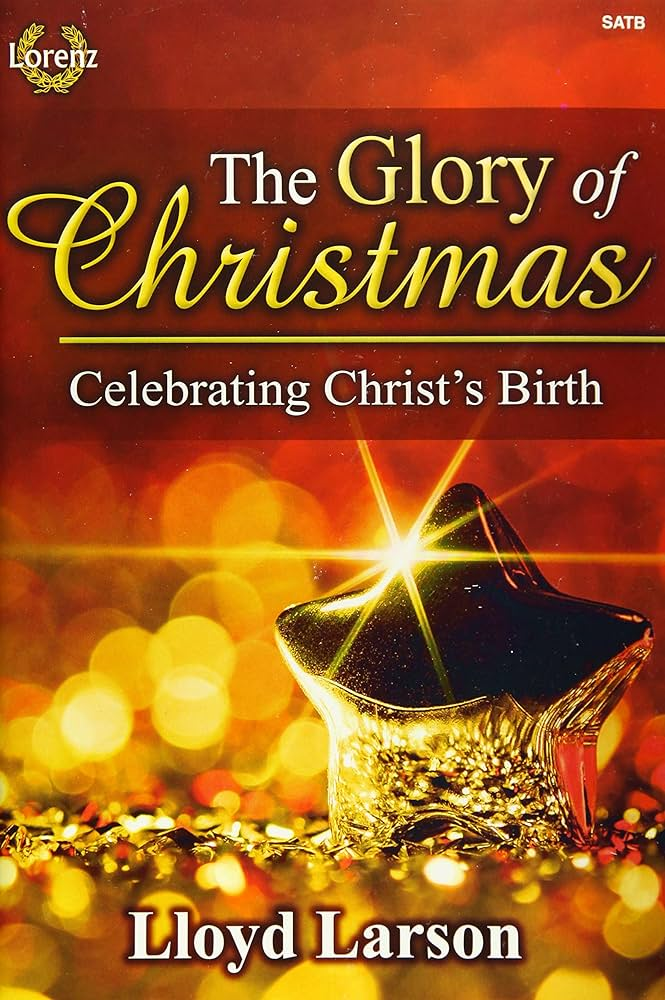 Lorenz
SATB
The Glory of
Christmas
Celebrating Christ's Birth
Lloyd Larson